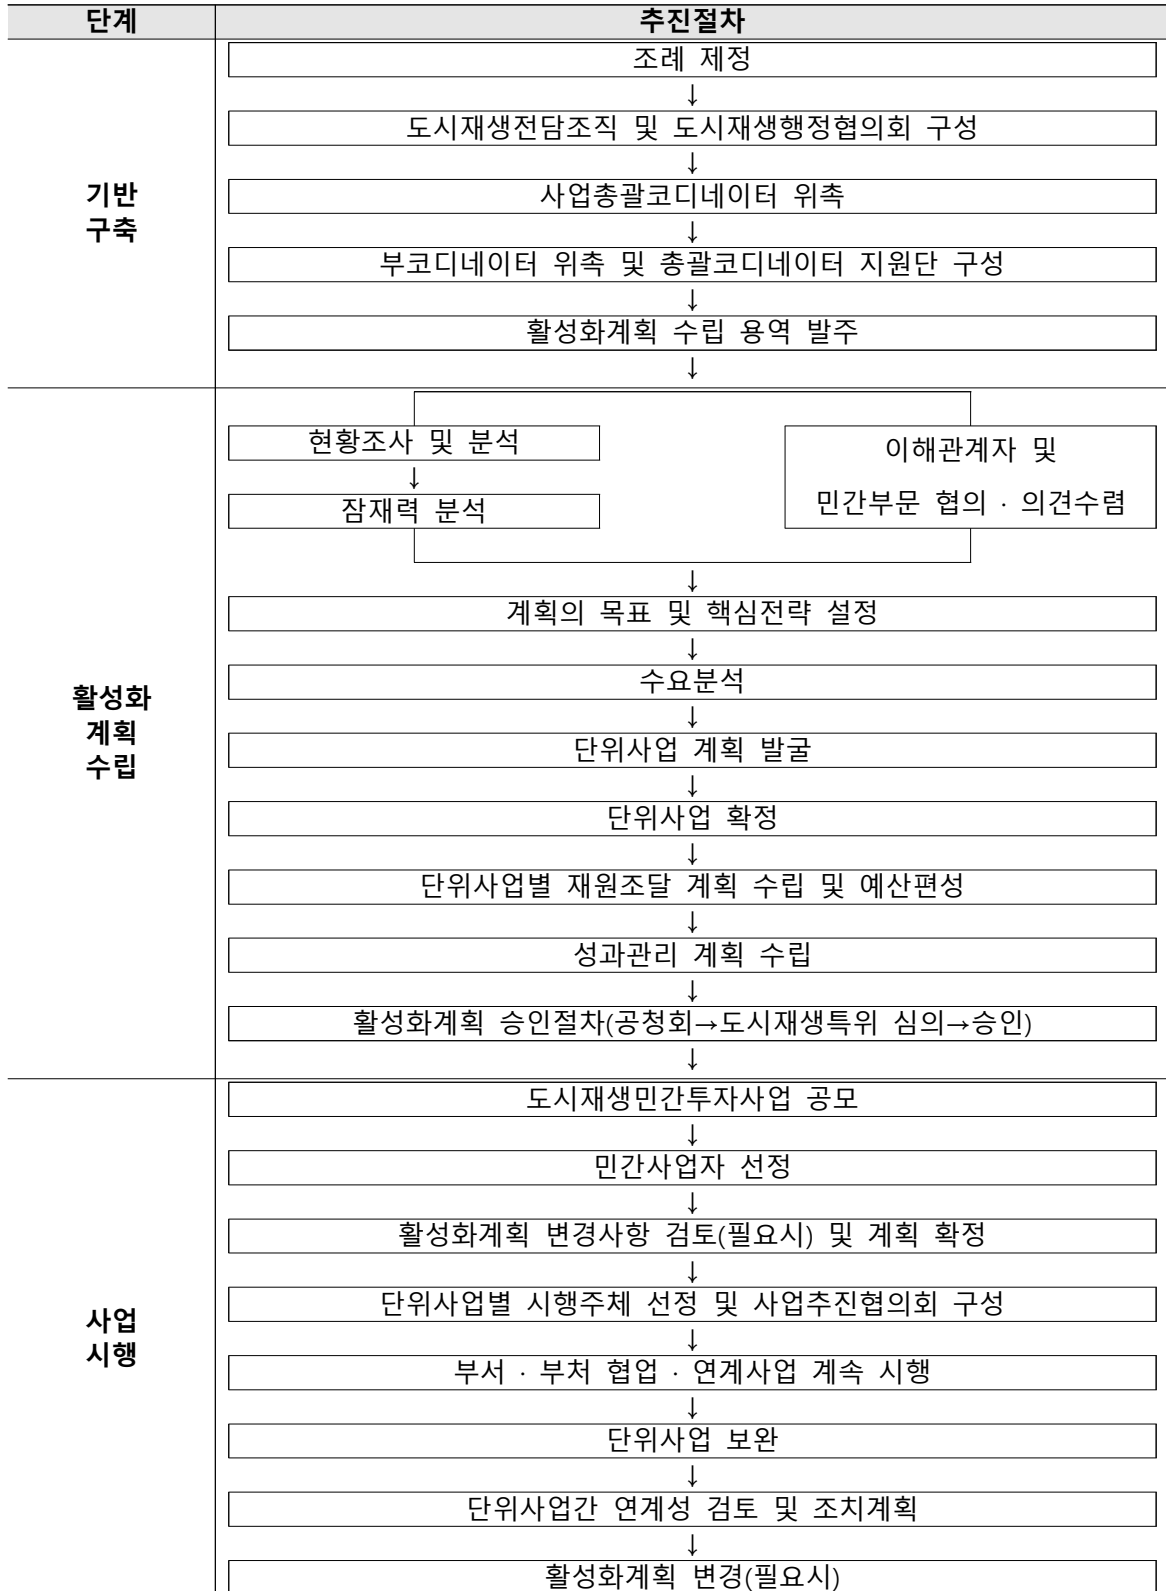 단계 추진절차
기반
구축
조례 제정
↓
도시재생전담조직 및 도시재생행정협의회 구성
↓
사업총괄코디네이터 위촉
↓
부코디네이터 위촉 및 총괄코디네이터 지원단 구성
↓
활성화계획 수립 용역 발주
↓
활성화
계획
수립
현황조사 및 분석
↓
잠재력 분석
이해관계자 및
민간부문 협의 · 의견수렴
↓
계획의 목표 및 핵심전략 설정
↓
수요분석
↓
단위사업 계획 발굴
↓
단위사업 확정
↓
단위사업별 재원조달 계획 수립 및 예산편성
↓
성과관리 계획 수립
↓
활성화계획 승인절차(공청회→도시재생특위 심의→승인)
↓
사업
시행
도시재생민간투자사업 공모
↓
민간사업자 선정
↓
활성화계획 변경사항 검토(필요시) 및 계획 확정
↓
단위사업별 시행주체 선정 및 사업추진협의회 구성
↓
부서 · 부처 협업 · 연계사업 계속 시행
↓
단위사업 보완
↓
단위사업간 연계성 검토 및 조치계획
↓
활성화계획 변경(필요시)